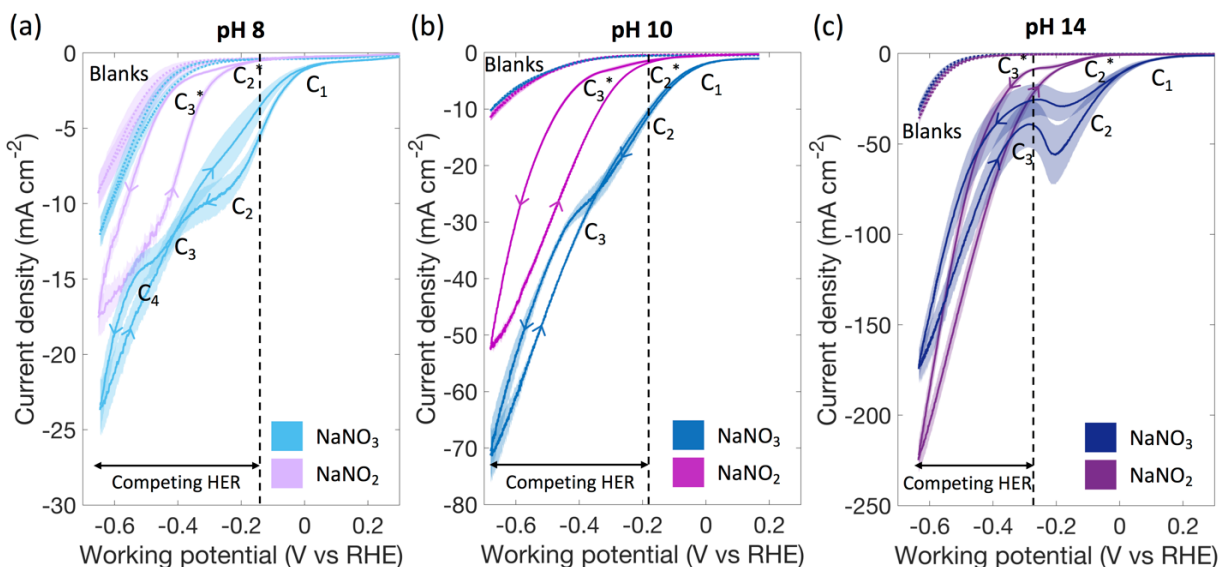 (a) pH 8
0
-5
-10
-15
-20
-25
-30
Current density (mA cm⁻²)
Blanks
C₂*
C₁
C₃*
C₂
C₃
C₄
NaNO₃
NaNO₂
Competing HER
-0.6 -0.4 -0.2 0 0.2
Working potential (V vs RHE)
(b) pH 10
0
-10
-20
-30
-40
-50
-60
-70
-80
Current density (mA cm⁻²)
Blanks
C₂*
C₁
C₃*
C₂
C₃
NaNO₃
NaNO₂
Competing HER
-0.6 -0.4 -0.2 0 0.2
Working potential (V vs RHE)
(c) pH 14
0
-50
-100
-150
-200
-250
Current density (mA cm⁻²)
C₃*
C₂*
C₁
Blanks
C₂
C₃
NaNO₃
NaNO₂
Competing HER
-0.6 -0.4 -0.2 0 0.2
Working potential (V vs RHE)